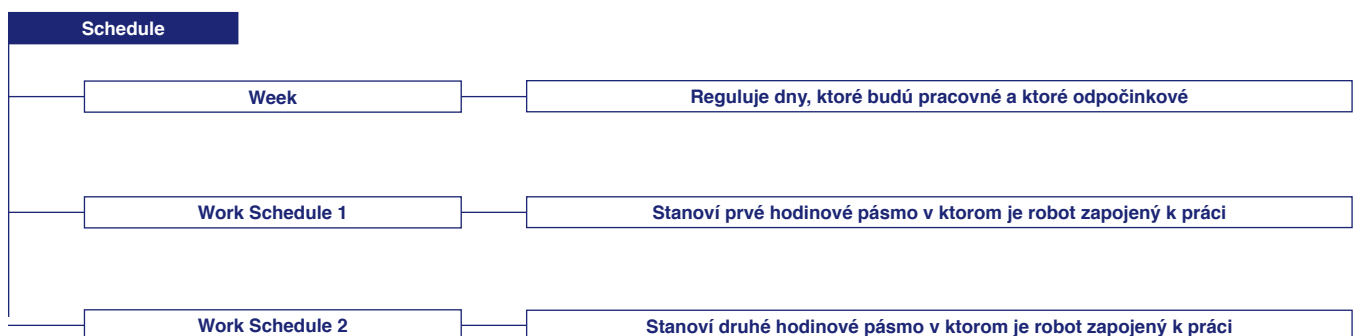 Schedule
Week
Reguluje dny, ktoré budú pracovné a ktoré odpočinkové
Work Schedule 1
Stanoví prvé hodinové pásmo v ktorom je robot zapojený k práci
Work Schedule 2
Stanoví druhé hodinové pásmo v ktorom je robot zapojený k práci